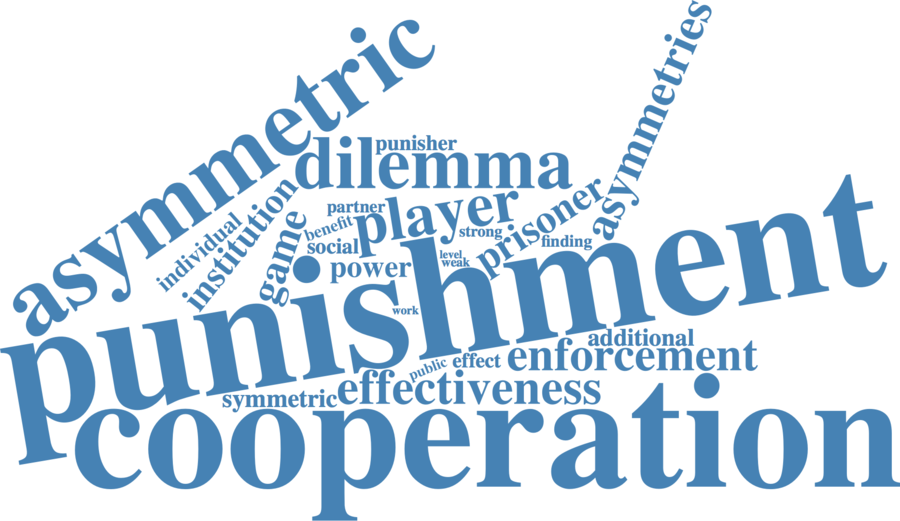 asymmetric
asymmetries
punisher
dilemma
individual
institution
partner
player
prisoner
benefit
game
social
strong
finding
power
level
weak
punishment
work
additional
public
effect
enforcement
symmetric
effectiveness
cooperation